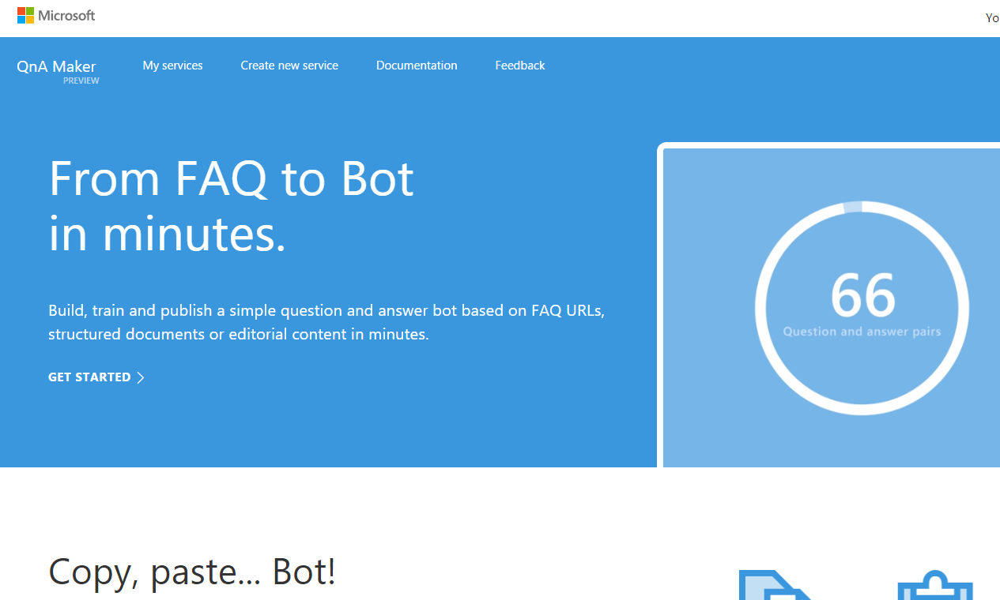 Microsoft
QnA Maker
PREVIEW
My services
Create new service
Documentation
Feedback
From FAQ to Bot
in minutes.
66
Question and answer pairs
Build, train and publish a simple question and answer bot based on FAQ URLs,
structured documents or editorial content in minutes.
GET STARTED
Copy, paste... Bot!